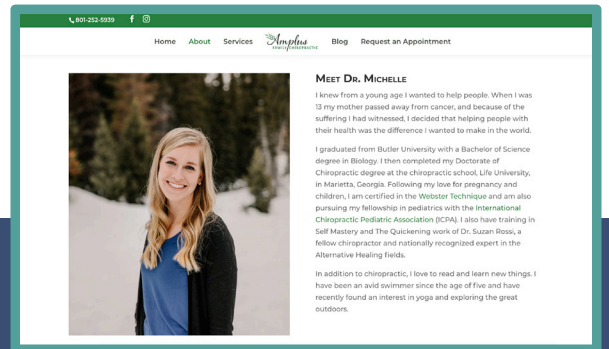 801-252-5939
Home About Services Amplus FAMILY CHIROPRACTIC Blog Request an Appointment
MEET DR. MICHELLE
I knew from a young age I wanted to help people. When I was
13 my mother passed away from cancer, and because of the
suffering I had witnessed, I decided that helping people with
their health was the difference I wanted to make in the world.
I graduated from Butler University with a Bachelor of Science
degree in Biology. I then completed my Doctorate of
Chiropractic degree at the chiropractic school, Life University,
in Marietta, Georgia. Following my love for pregnancy and
children, I am certified in the Webster Technique and am also
pursuing my fellowship in pediatrics with the International
Chiropractic Pediatric Association (ICPA). I also have training in
Self Mastery and The Quickening work of Dr. Suzan Rossi, a
fellow chiropractor and nationally recognized expert in the
Alternative Healing fields.
In addition to chiropractic, I love to read and learn new things. I
have been an avid swimmer since the age of five and have
recently found an interest in yoga and exploring the great
outdoors.